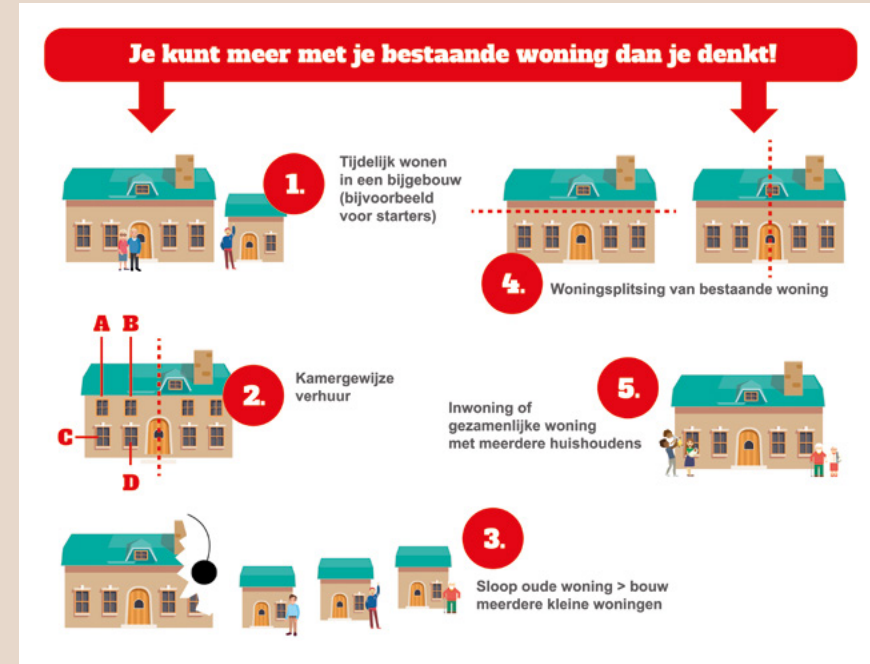 Je kunt meer met je bestaande woning dan je denkt!
1.
Tijdelijk wonen
in een bijgebouw
(bijvoorbeeld
voor starters)
4.
Woningsplitsing van bestaande woning
A B
C
D
2.
Kamergewijze
verhuur
5.
Inwoning of
gezamenlijke woning
met meerdere huishoudens
3.
Sloop oude woning > bouw
meerdere kleine woningen